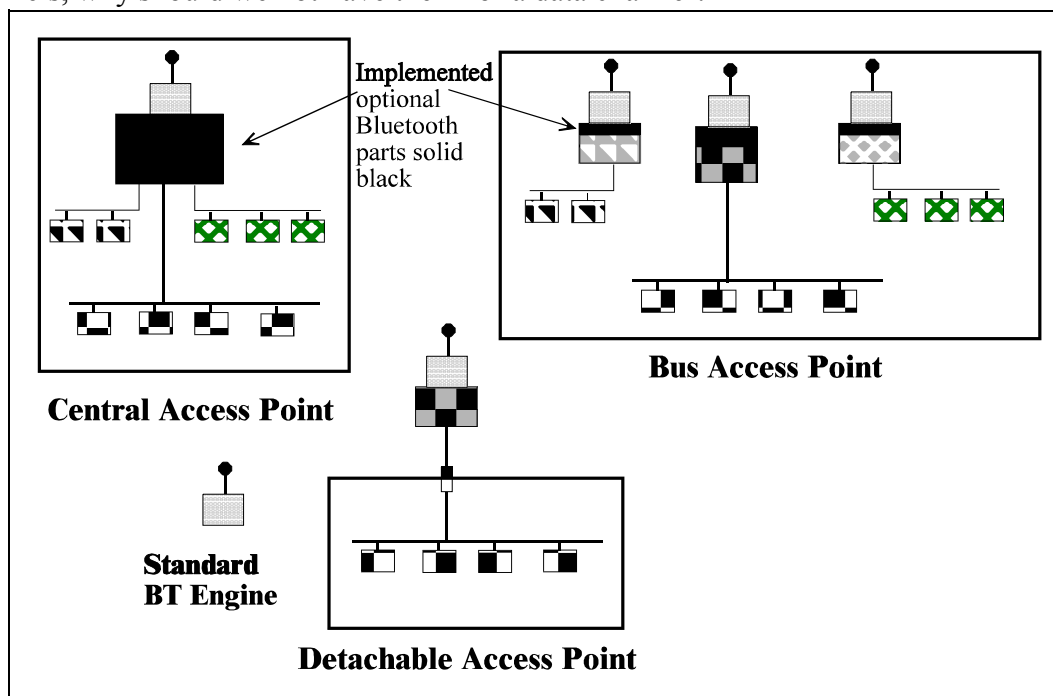 Implemented
optional
Bluetooth
parts solid
black
Bus Access Point
Central Access Point
Standard
BT Engine
Detachable Access Point